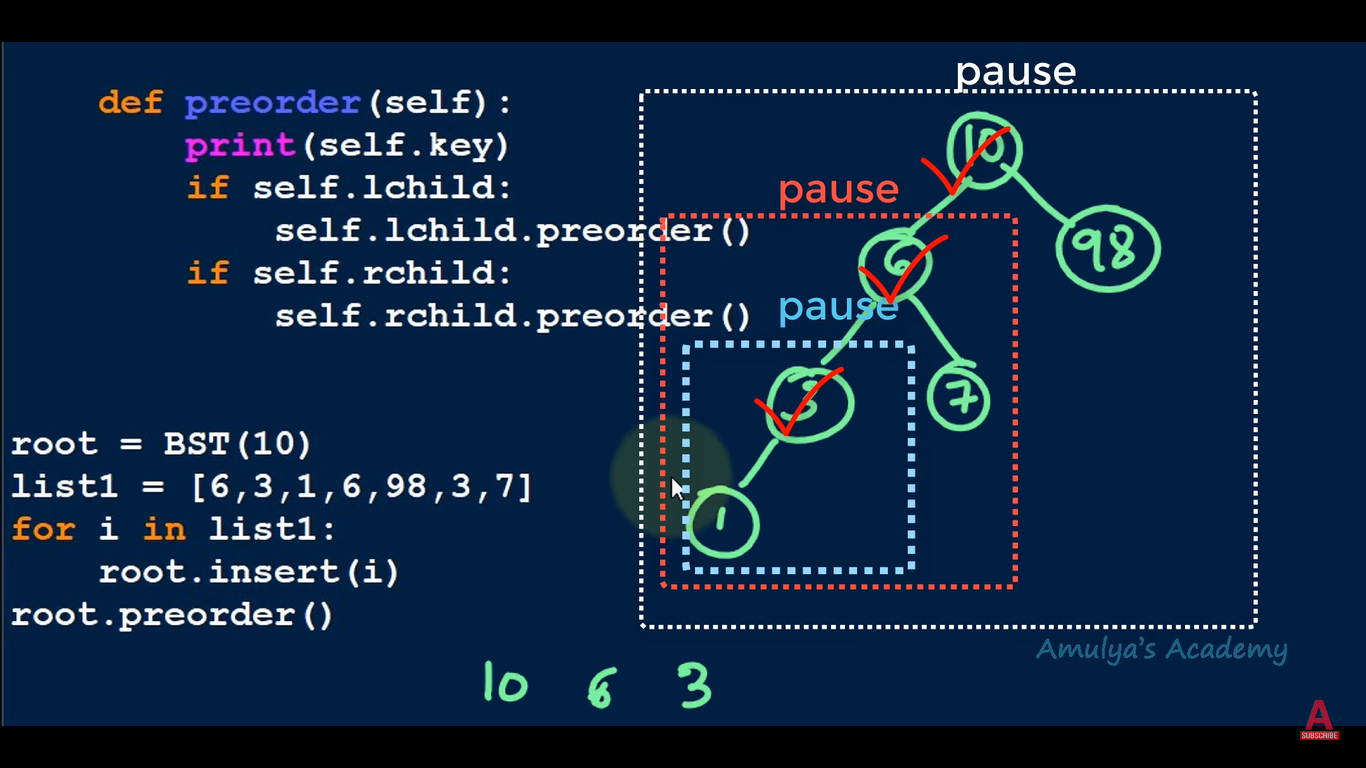 pause
def preorder(self):
print(self.key)
if self.lchild:
self.lchild.preorder()
if self.rchild:
self.rchild.preorder()
10
pause
6
98
pause
3
7
1
root = BST(10)
list1 = [6,3,1,6,98,3,7]
for i in list1:
root.insert(i)
root.preorder()
Amulya's Academy
10 6 3
A
SUBSCRIBE